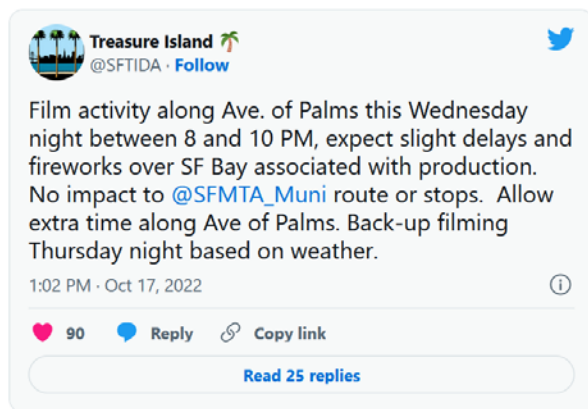 Treasure Island 🌴
@SFTIDA · Follow
Film activity along Ave. of Palms this Wednesday
night between 8 and 10 PM, expect slight delays and
fireworks over SF Bay associated with production.
No impact to @SFMTA_Muni route or stops.  Allow
extra time along Ave of Palms. Back-up filming
Thursday night based on weather.
1:02 PM · Oct 17, 2022
90 Reply Copy link
Read 25 replies